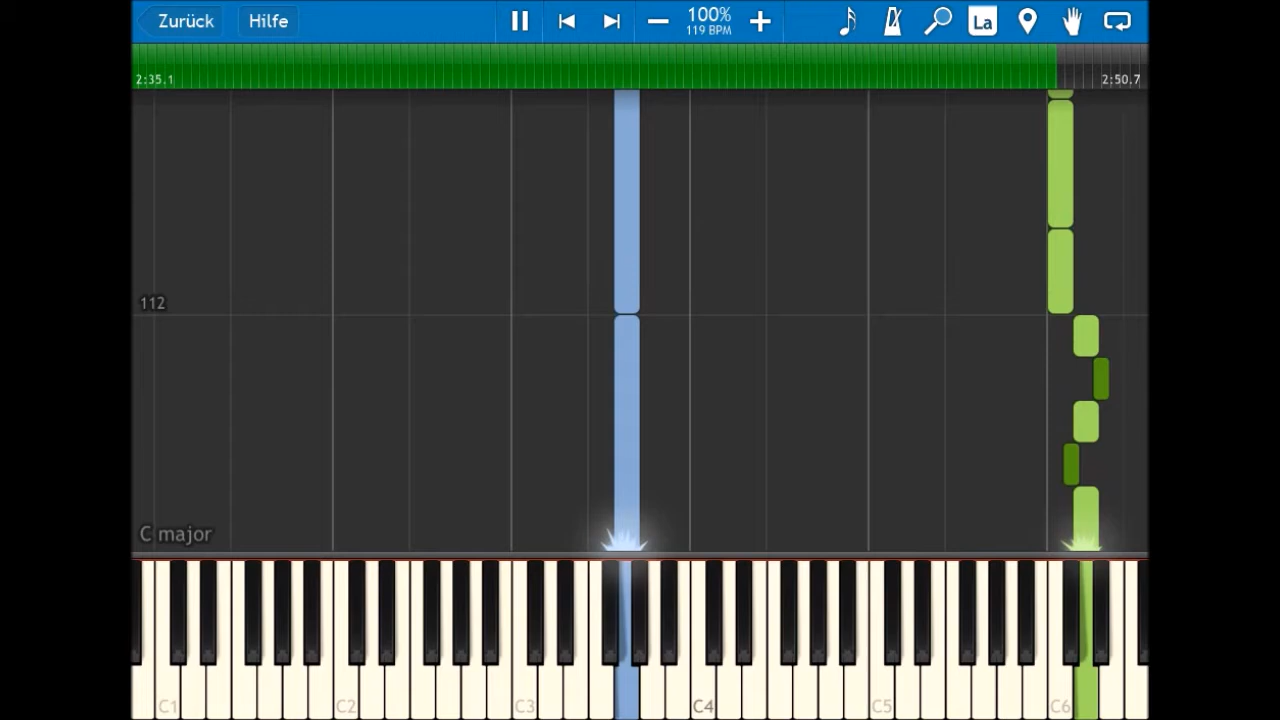 Zurück
Hilfe
100%
119 BPM
La
2:35.1
2:50.7
112
C major
C1
C2
C3
C4
C5
C6